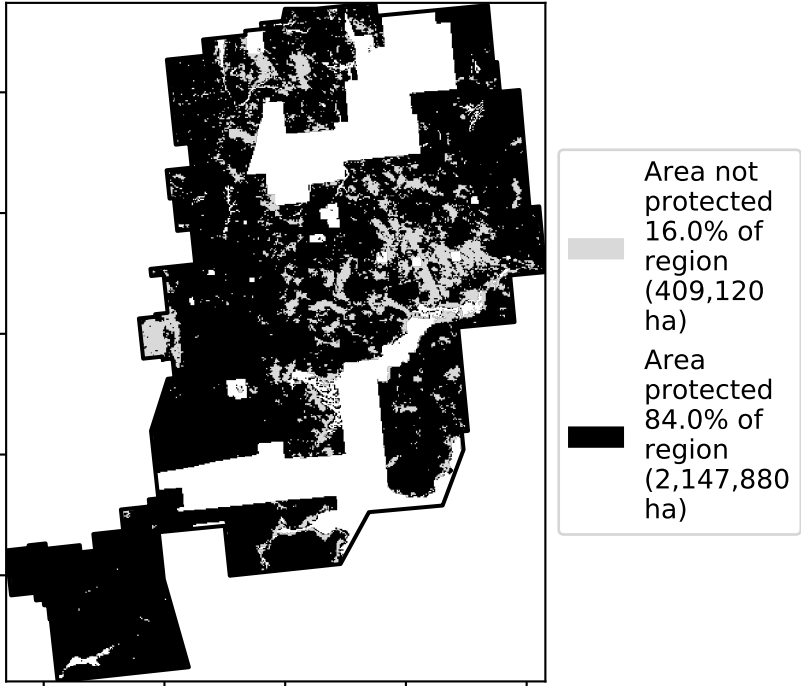 Area not
protected
16.0% of
region
(409,120
ha)
Area
protected
84.0% of
region
(2,147,880
ha)